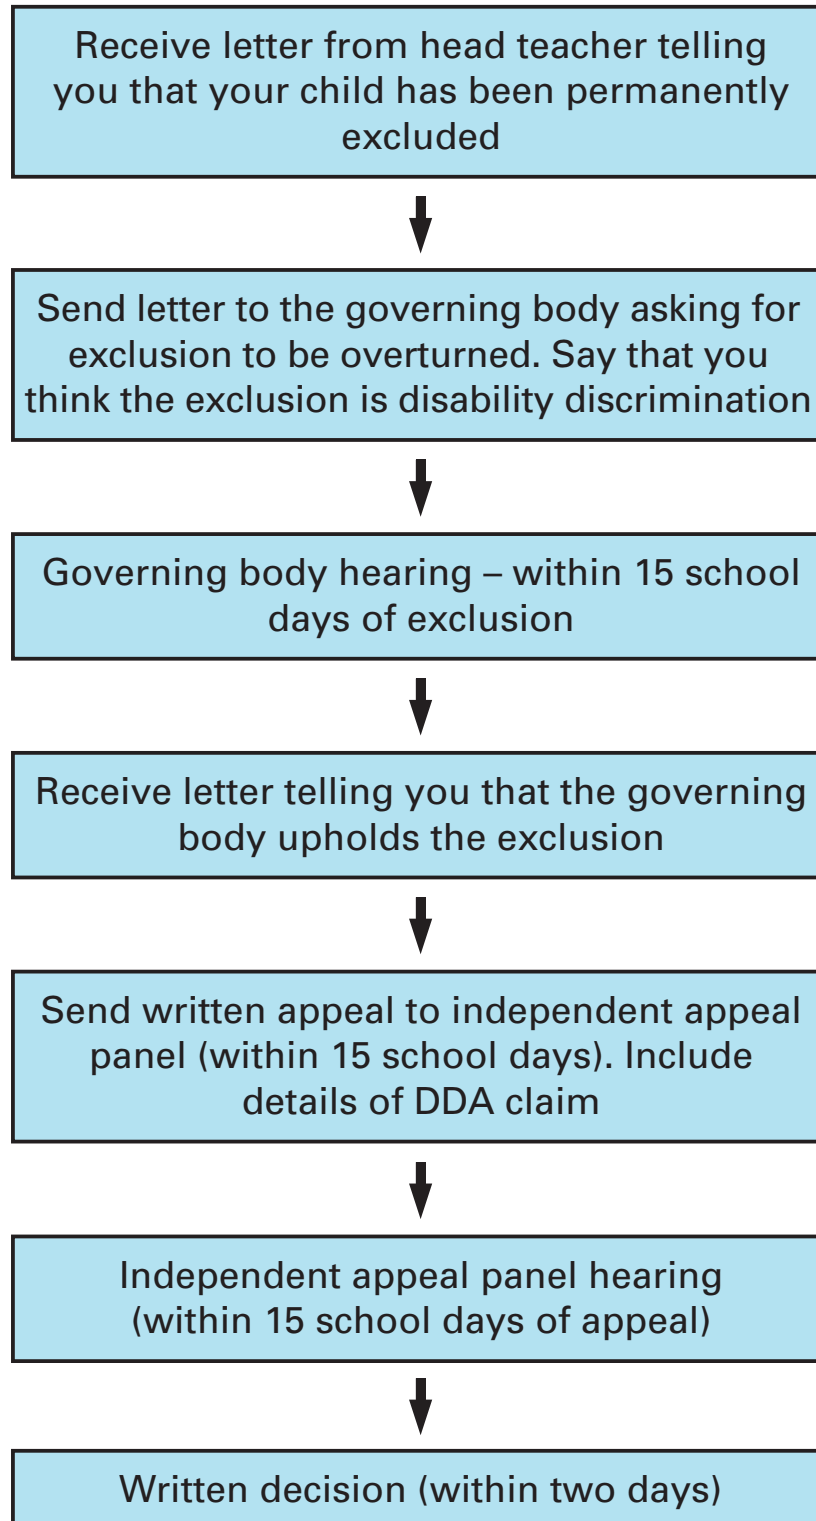 Receive letter from head teacher telling
you that your child has been permanently
excluded
Send letter to the governing body asking for
exclusion to be overturned. Say that you
think the exclusion is disability discrimination
Governing body hearing – within 15 school
days of exclusion
Receive letter telling you that the governing
body upholds the exclusion
Send written appeal to independent appeal
panel (within 15 school days). Include
details of DDA claim
Independent appeal panel hearing
(within 15 school days of appeal)
Written decision (within two days)